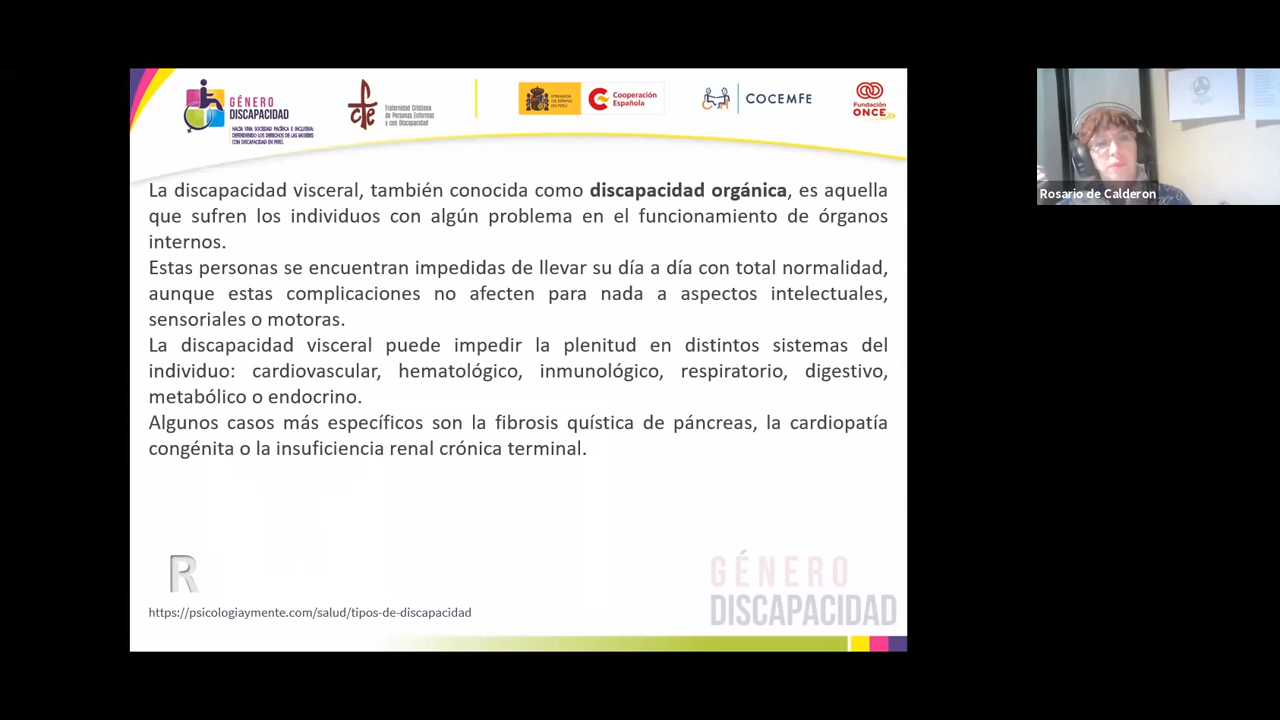 GÉNERO
DISCAPACIDAD
HACIA UNA SOCIEDAD PACÍFICA E INCLUSIVA:
DEFENDIENDO LOS DERECHOS DE LAS MUJERES
CON DISCAPACIDAD EN PERÚ.
Fraternidad Cristiana
de Personas Enfermas
y con Discapacidad
EMBAJADA
DE ESPAÑA
EN PERÚ
Cooperación
Española
COCEMFE
Fundación
ONCE
Rosario de Calderon
La discapacidad visceral, también conocida como discapacidad orgánica, es aquella
que sufren los individuos con algún problema en el funcionamiento de órganos
internos.
Estas personas se encuentran impedidas de llevar su día a día con total normalidad,
aunque estas complicaciones no afecten para nada a aspectos intelectuales,
sensoriales o motoras.
La discapacidad visceral puede impedir la plenitud en distintos sistemas del
individuo: cardiovascular, hematológico, inmunológico, respiratorio, digestivo,
metabólico o endocrino.
Algunos casos más específicos son la fibrosis quística de páncreas, la cardiopatía
congénita o la insuficiencia renal crónica terminal.
R
GÉNERO
DISCAPACIDAD
https://psicologiaymente.com/salud/tipos-de-discapacidad